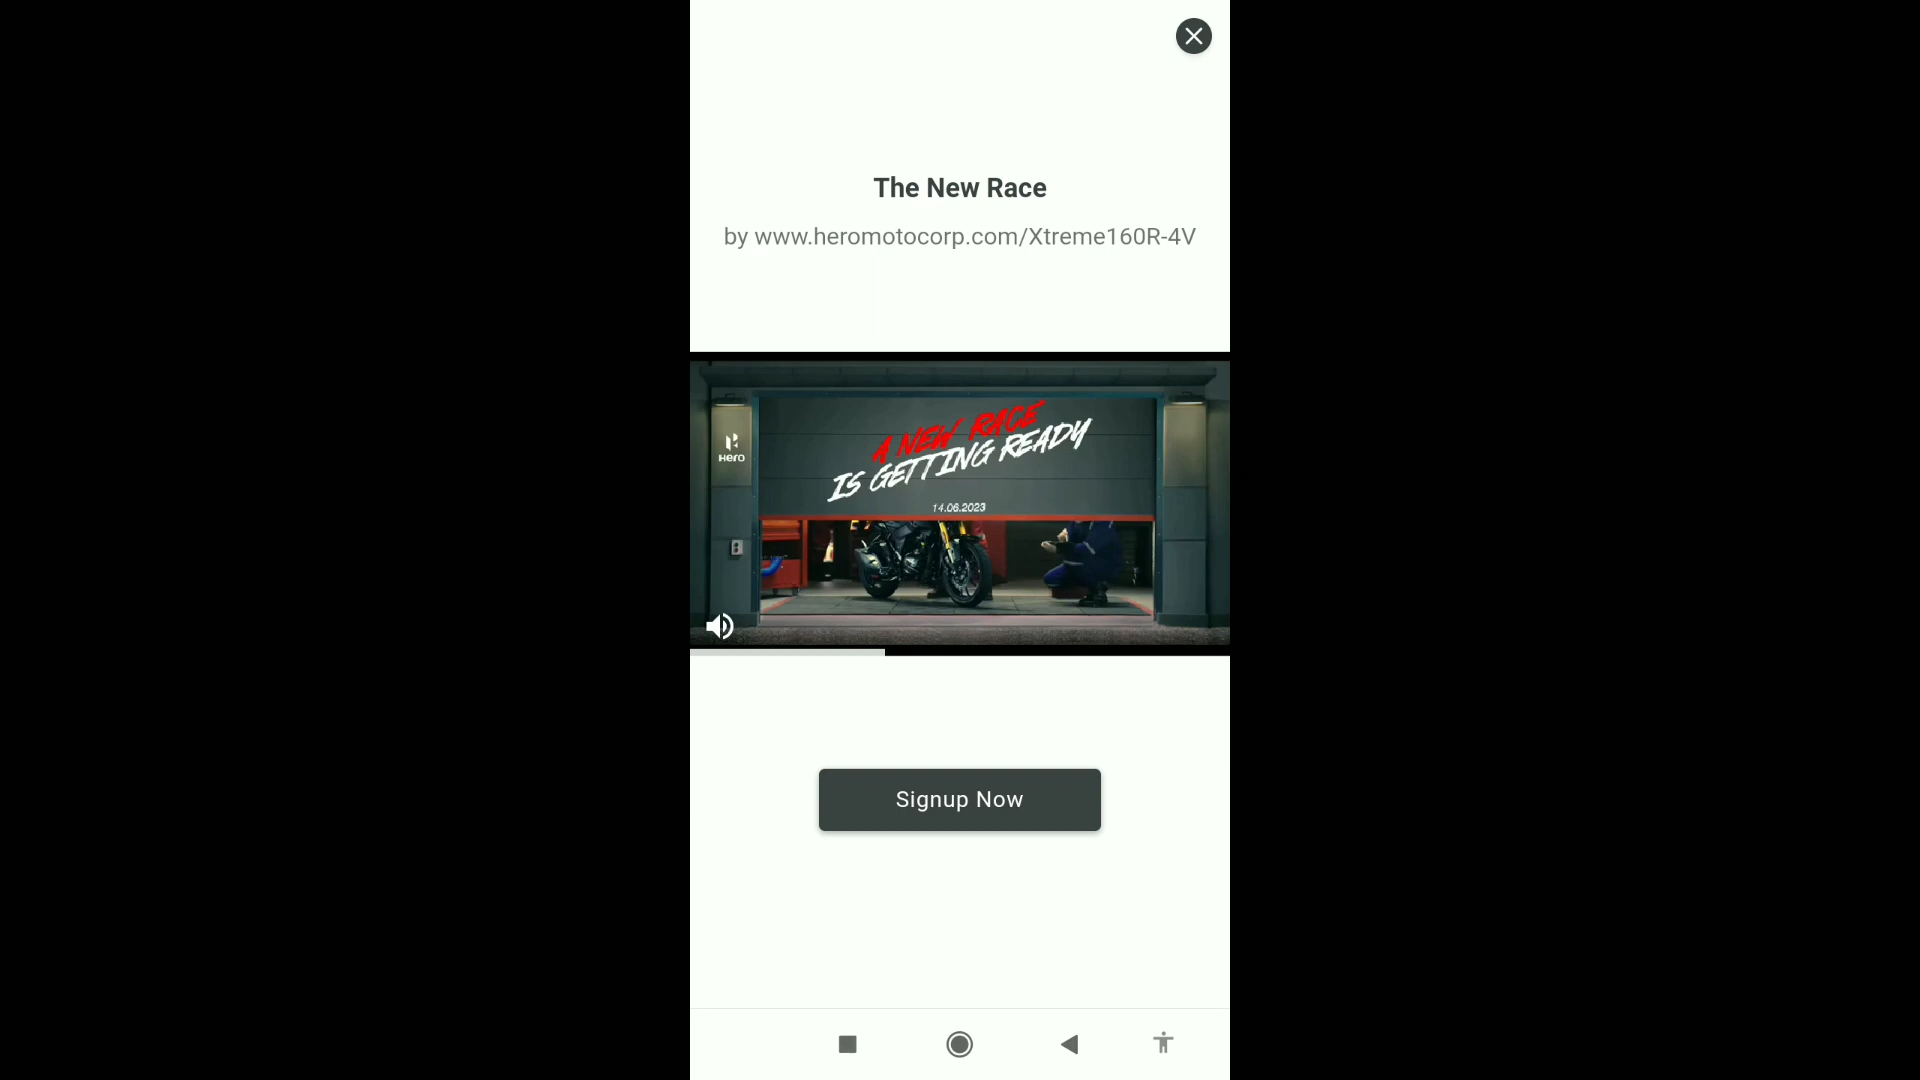 The New Race
by www.heromotocorp.com/Xtreme160R-4V
A NEW RACE
IS GETTING READY
Hero
14.06.2023
Signup Now